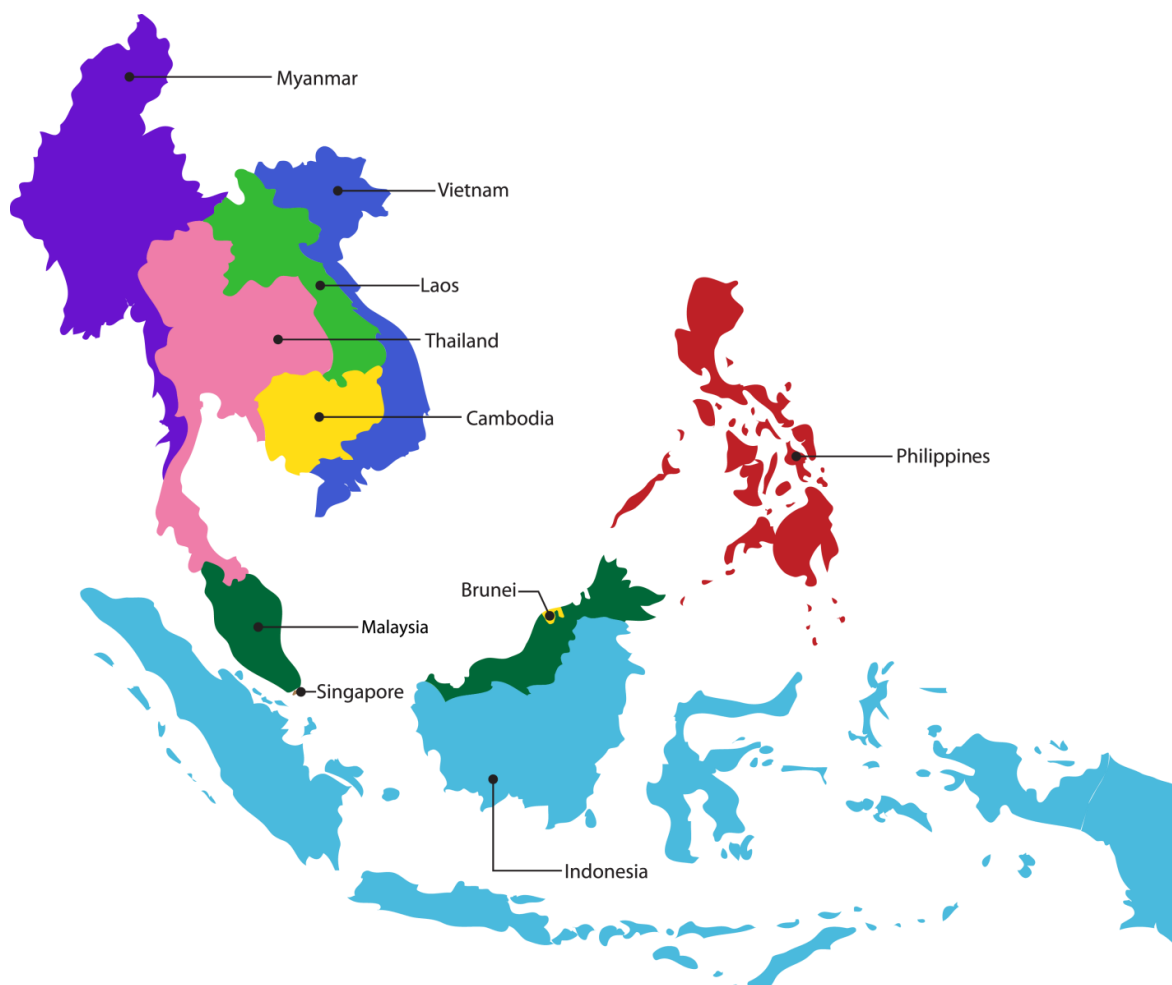 Myanmar
Vietnam
Laos
Thailand
Cambodia
Philippines
Brunei
Malaysia
Singapore
Indonesia